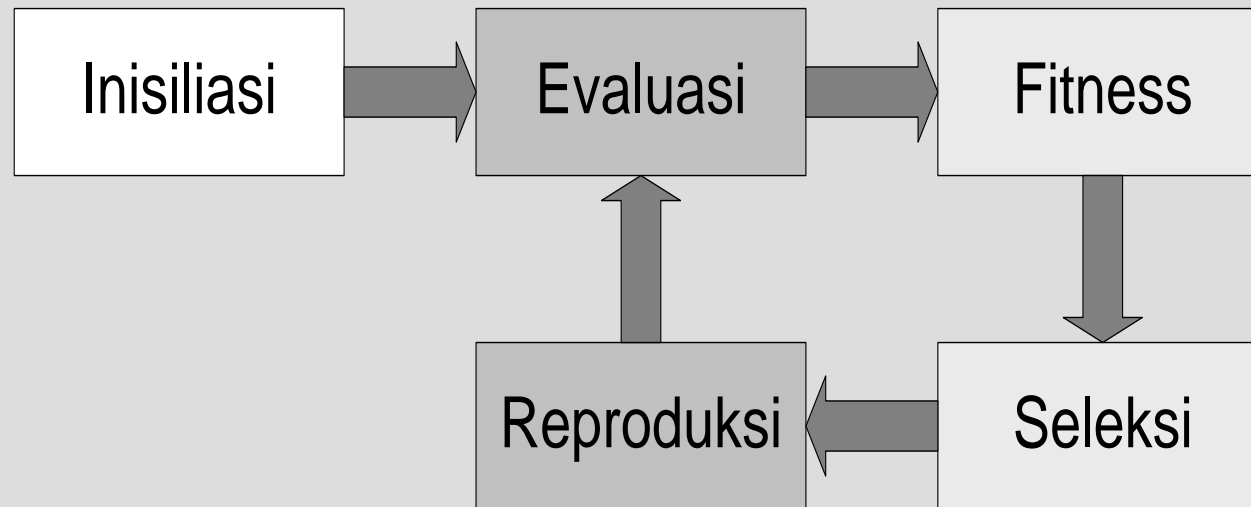 Inisiliasi
Evaluasi
Fitness
Reproduksi
Seleksi